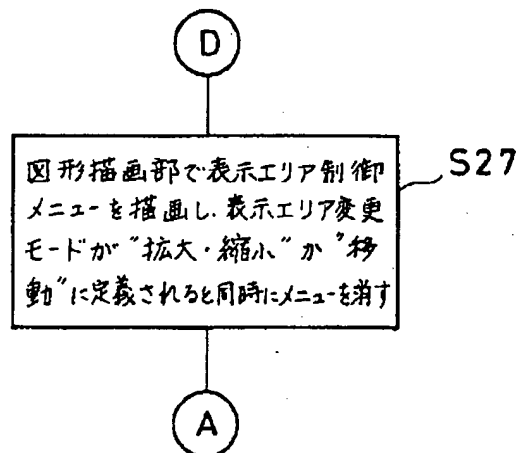 D
S27
図形描画部で表示エリア制御
メニューを描画し、表示エリア変更
モードが"拡大・縮小"か"移
動"に定義されると同時にメニューを消す
A